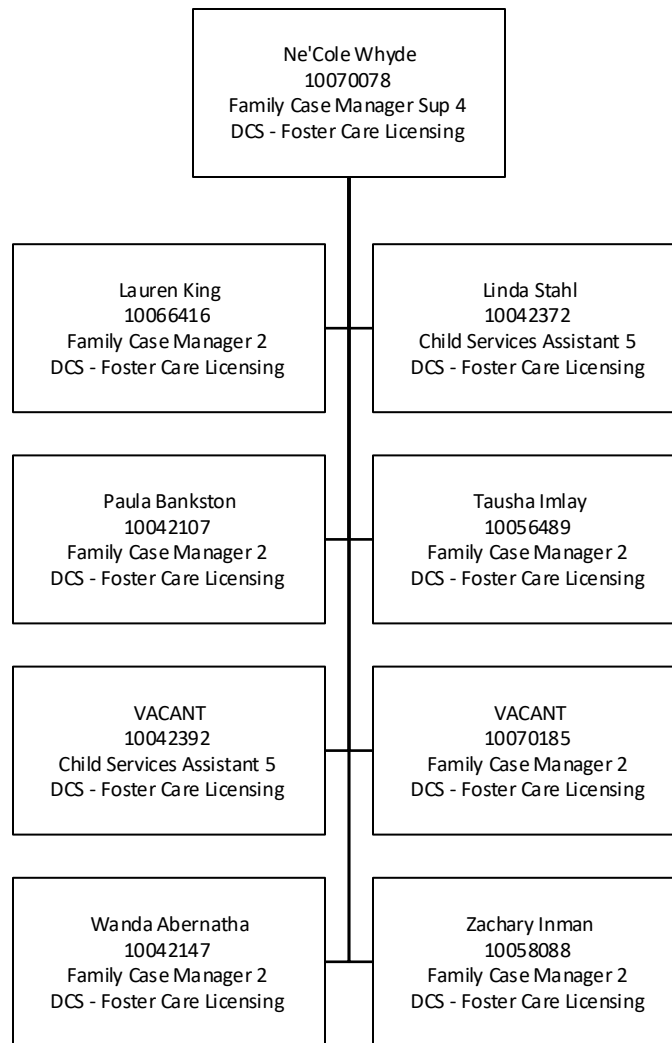 Ne'Cole Whyde
10070078
Family Case Manager Sup 4
DCS - Foster Care Licensing
Lauren King
10066416
Family Case Manager 2
DCS - Foster Care Licensing
Linda Stahl
10042372
Child Services Assistant 5
DCS - Foster Care Licensing
Paula Bankston
10042107
Family Case Manager 2
DCS - Foster Care Licensing
Tausha Imlay
10056489
Family Case Manager 2
DCS - Foster Care Licensing
VACANT
10042392
Child Services Assistant 5
DCS - Foster Care Licensing
VACANT
10070185
Family Case Manager 2
DCS - Foster Care Licensing
Wanda Abernatha
10042147
Family Case Manager 2
DCS - Foster Care Licensing
Zachary Inman
10058088
Family Case Manager 2
DCS - Foster Care Licensing